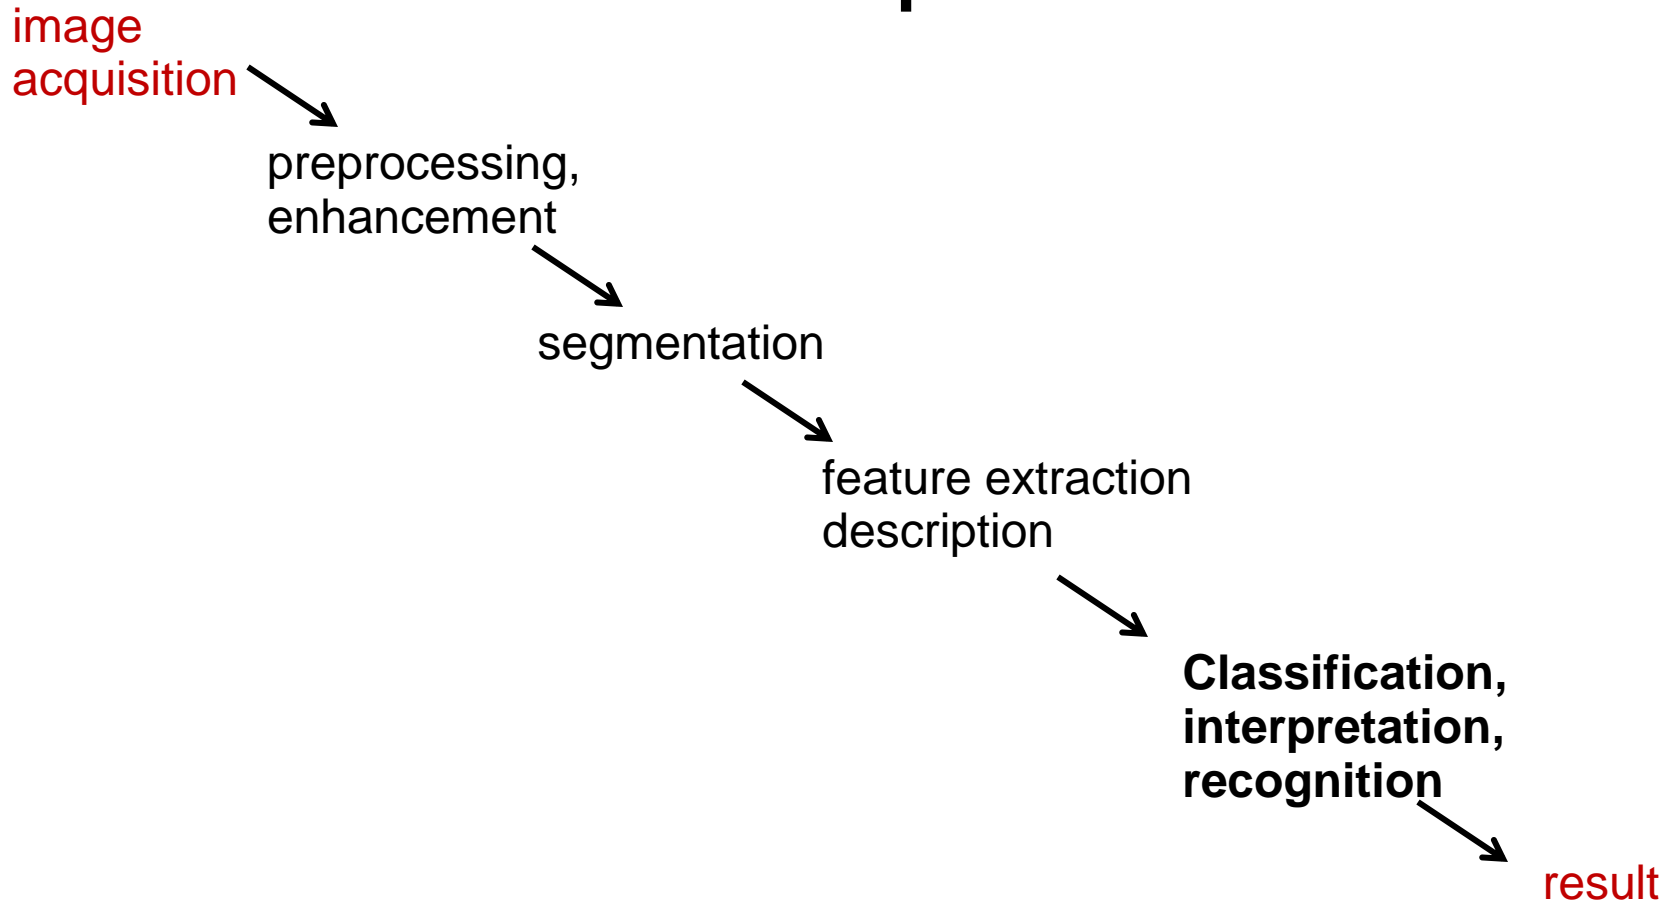 image
acquisition
preprocessing,
enhancement
segmentation
feature extraction
description
Classification,
interpretation,
recognition
result